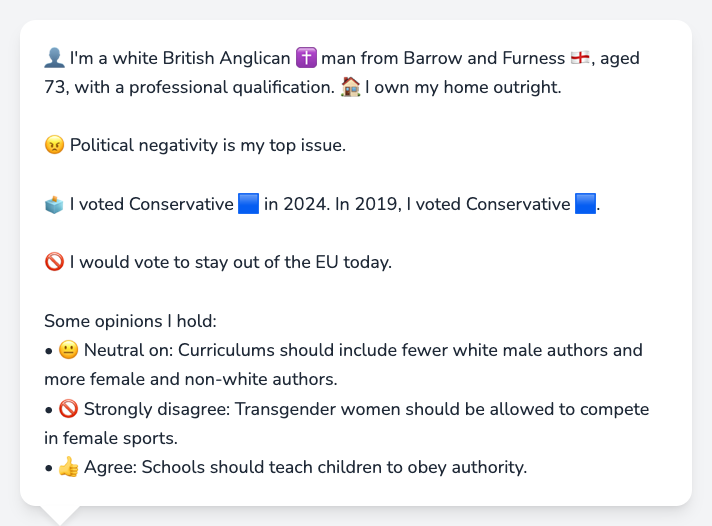 👤 I'm a white British Anglican ✝️ man from Barrow and Furness 🏴󠁧󠁢󠁥󠁮󠁧󠁿, aged
73, with a professional qualification. 🏠 I own my home outright.
😠 Political negativity is my top issue.
🗳️ I voted Conservative 🟦 in 2024. In 2019, I voted Conservative 🟦.
🚫 I would vote to stay out of the EU today.
Some opinions I hold:
• 😐 Neutral on: Curriculums should include fewer white male authors and
more female and non-white authors.
• 🚫 Strongly disagree: Transgender women should be allowed to compete
in female sports.
• 👍 Agree: Schools should teach children to obey authority.